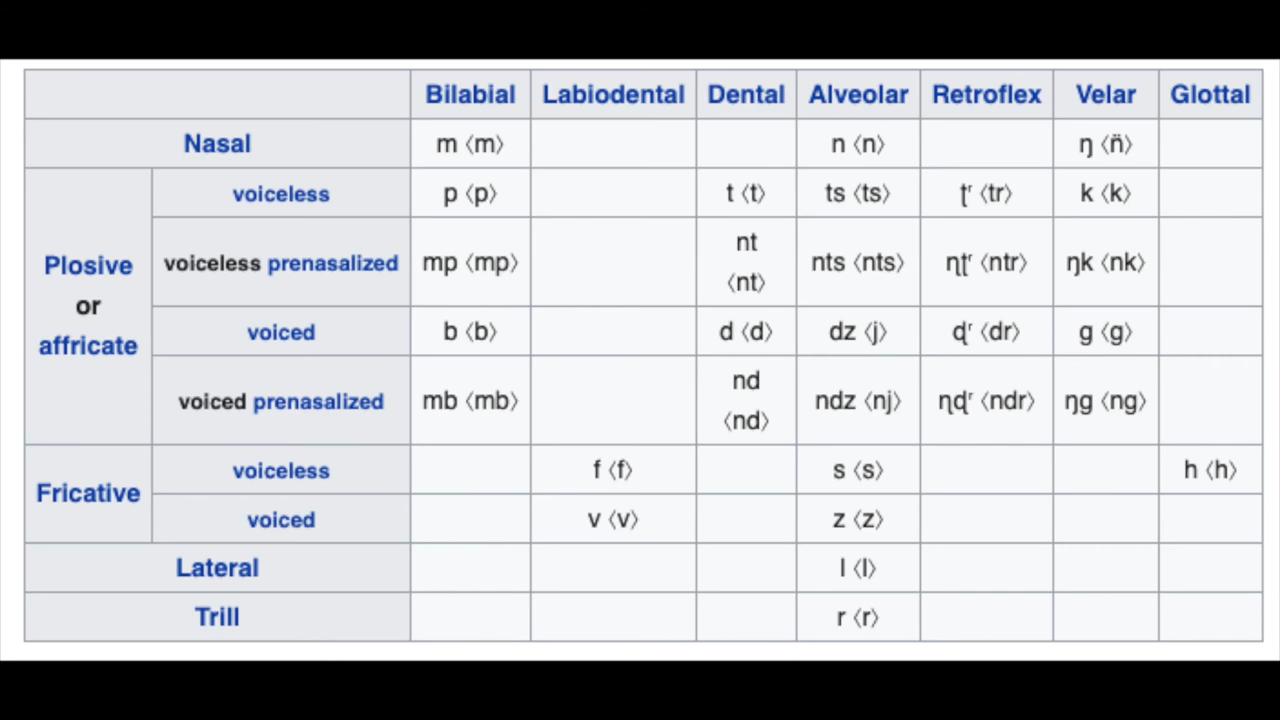 Bilabial Labiodental Dental Alveolar Retroflex Velar Glottal
Nasal m ⟨m⟩ n ⟨n⟩ ŋ ⟨n̈⟩
Plosive or affricate voiceless p ⟨p⟩ t ⟨t⟩ ts ⟨ts⟩ ʈʳ ⟨tr⟩ k ⟨k⟩
voiceless prenasalized mp ⟨mp⟩ nt ⟨nt⟩ nts ⟨nts⟩ ɳʈʳ ⟨ntr⟩ ŋk ⟨nk⟩
voiced b ⟨b⟩ d ⟨d⟩ dz ⟨j⟩ ɖʳ ⟨dr⟩ g ⟨g⟩
voiced prenasalized mb ⟨mb⟩ nd ⟨nd⟩ ndz ⟨nj⟩ ɳɖʳ ⟨ndr⟩ ŋg ⟨ng⟩
Fricative voiceless f ⟨f⟩ s ⟨s⟩ h ⟨h⟩
voiced v ⟨v⟩ z ⟨z⟩
Lateral l ⟨l⟩
Trill r ⟨r⟩